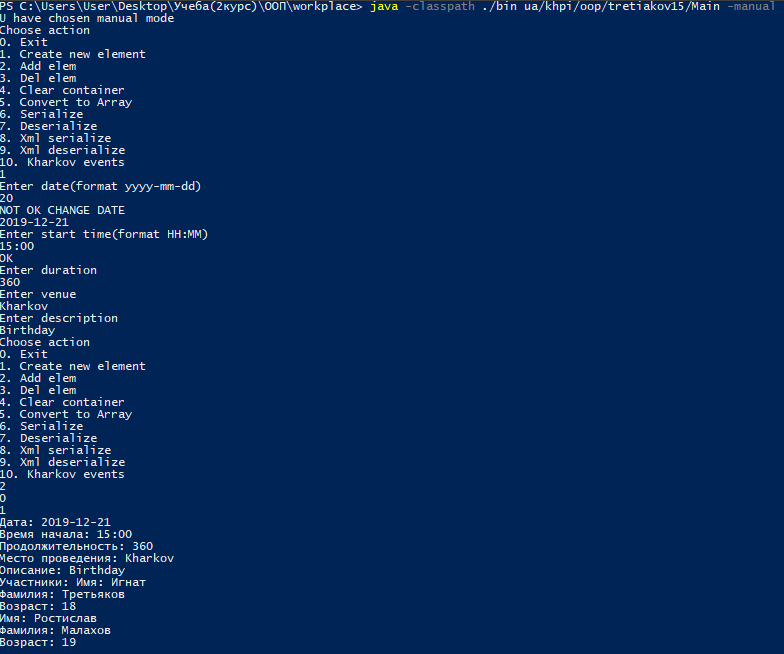 PS C:\Users\User\Desktop\Учеба(2курс)\ООП\workplace> java -classpath ./bin ua/khpi/oop/tretiakov15/Main -manual
U have chosen manual mode
Choose action
0. Exit
1. Create new element
2. Add elem
3. Del elem
4. Clear container
5. Convert to Array
6. Serialize
7. Deserialize
8. Xml serialize
9. Xml deserialize
10. Kharkov events
1
Enter date(format yyyy-mm-dd)
20
NOT OK CHANGE DATE
2019-12-21
Enter start time(format HH:MM)
15:00
OK
Enter duration
360
Enter venue
Kharkov
Enter description
Birthday
Choose action
0. Exit
1. Create new element
2. Add elem
3. Del elem
4. Clear container
5. Convert to Array
6. Serialize
7. Deserialize
8. Xml serialize
9. Xml deserialize
10. Kharkov events
2
0
1
Дата: 2019-12-21
Время начала: 15:00
Продолжительность: 360
Место проведения: Kharkov
Описание: Birthday
Участники: Имя: Игнат
Фамилия: Третьяков
Возраст: 18
Имя: Ростислав
Фамилия: Малахов
Возраст: 19